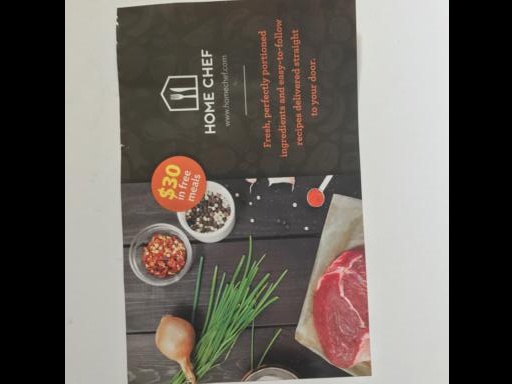 HOME CHEF
www.homechef.com
Fresh, perfectly portioned
ingredients and easy-to-follow
recipes delivered straight
to your door.
$30
in free
meals